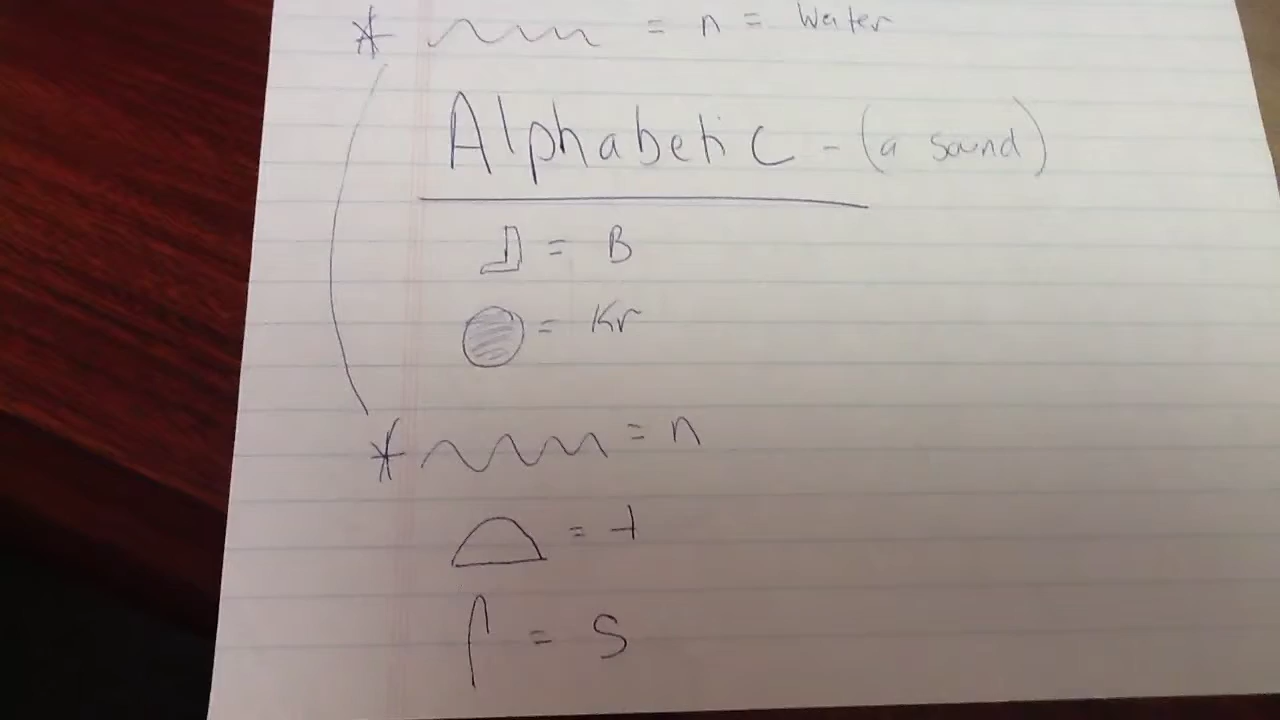 * = n = Water
Alphabetic - (a sound)
= B
= Kr
* = n
= t
= S